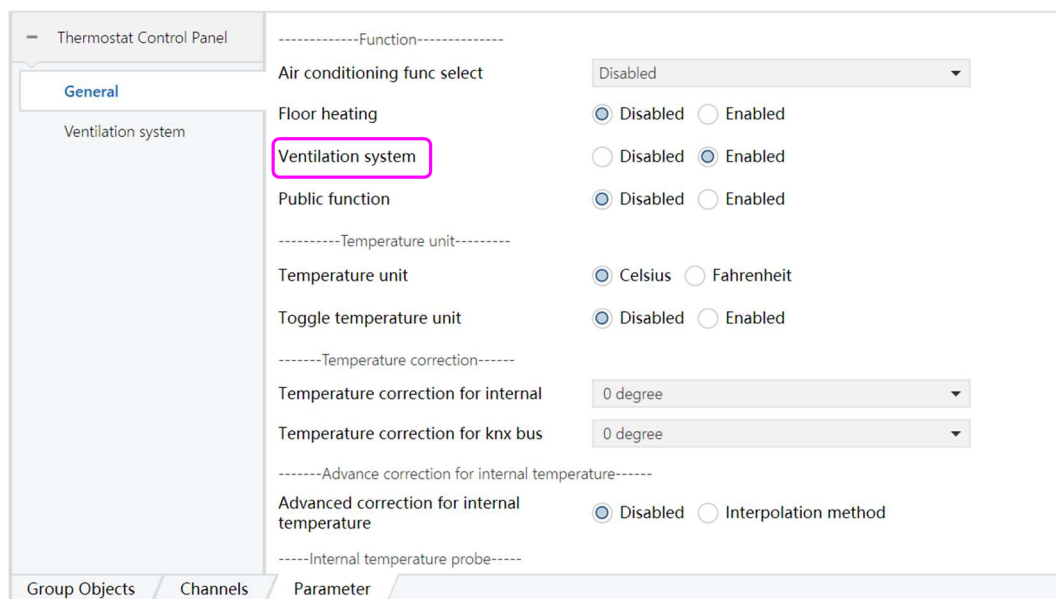 Thermostat Control Panel
General
Ventilation system
-------------Function--------------
Air conditioning func select Disabled
Floor heating Disabled Enabled
Ventilation system Disabled Enabled
Public function Disabled Enabled
----------Temperature unit---------
Temperature unit Celsius Fahrenheit
Toggle temperature unit Disabled Enabled
-------Temperature correction------
Temperature correction for internal 0 degree
Temperature correction for knx bus 0 degree
-------Advance correction for internal temperature------
Advanced correction for internal
temperature Disabled Interpolation method
-----Internal temperature probe-----
Group Objects Channels Parameter